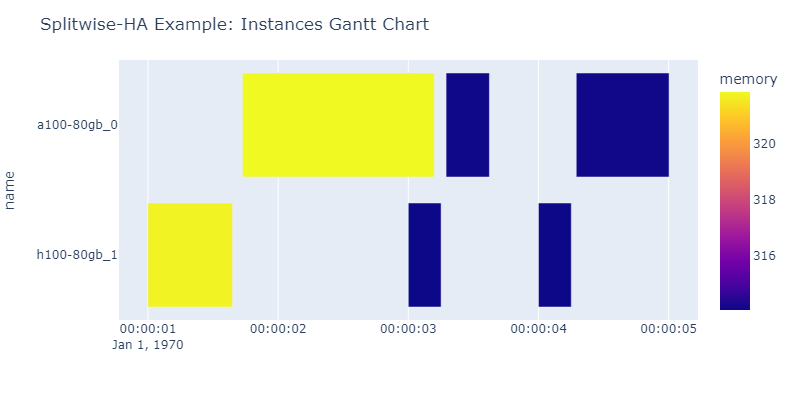 Splitwise-HA Example: Instances Gantt Chart
memory
a100-80gb_0
320
name
318
h100-80gb_1
316
00:00:01 00:00:02 00:00:03 00:00:04 00:00:05
Jan 1, 1970